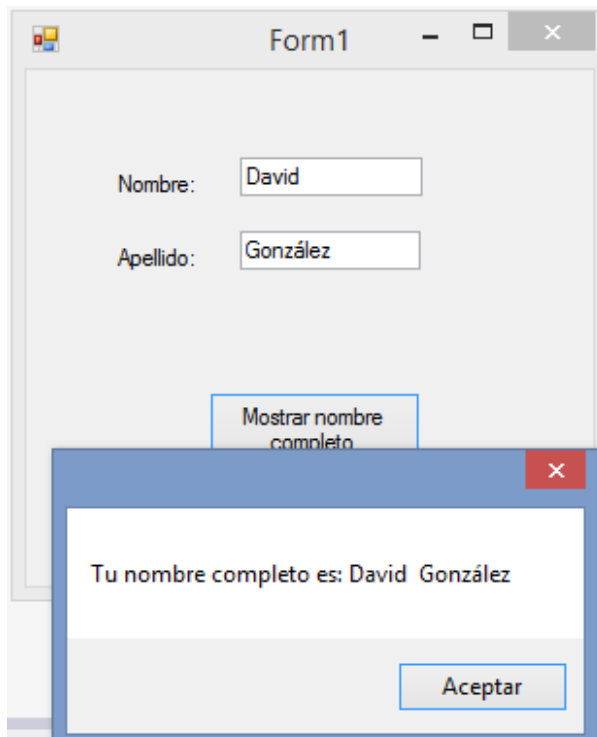 Form1
Nombre: David
Apellido: González
Mostrar nombre
completo
Tu nombre completo es: David  González
Aceptar